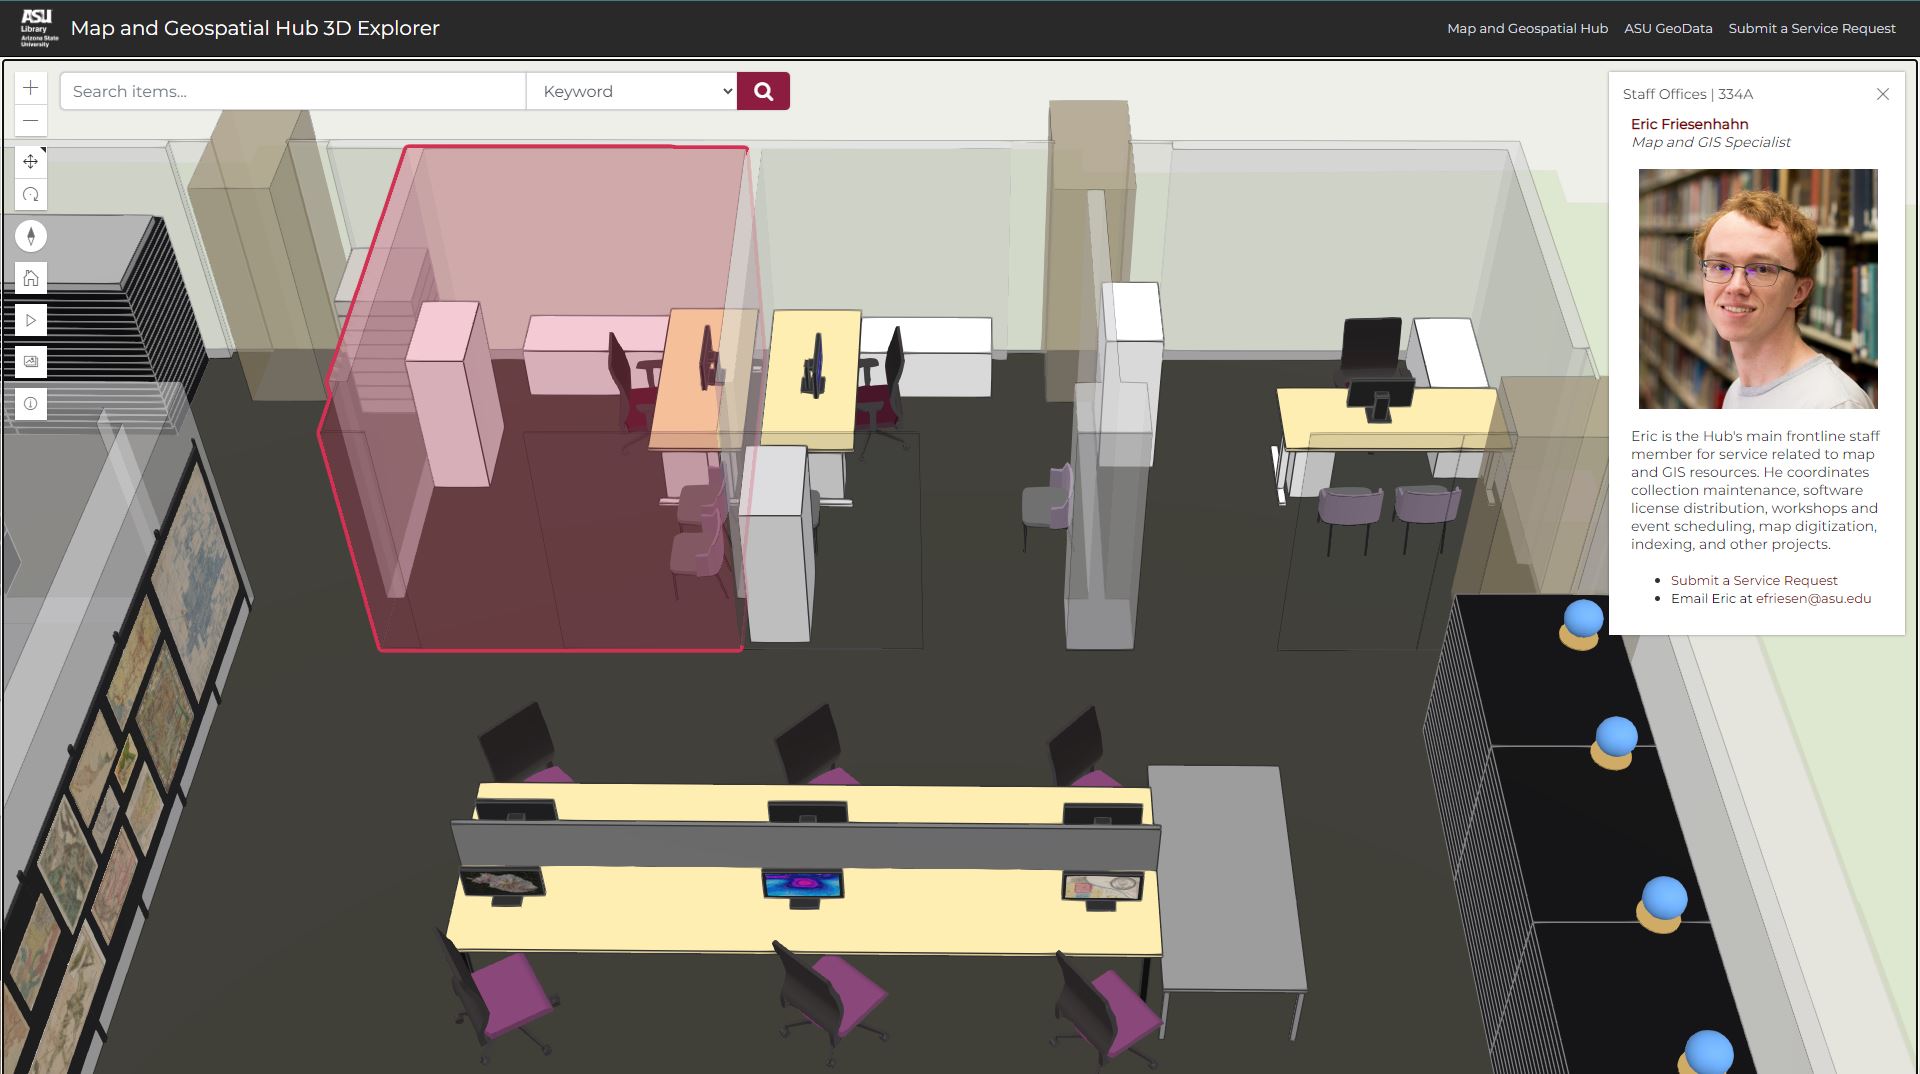 ASU
Library
Arizona State
University
Map and Geospatial Hub 3D Explorer
Map and Geospatial Hub
ASU GeoData
Submit a Service Request
Search items...
Keyword
Staff Offices | 334A
Eric Friesenhahn
Map and GIS Specialist
Eric is the Hub's main frontline staff
member for service related to map
and GIS resources. He coordinates
collection maintenance, software
license distribution, workshops and
event scheduling, map digitization,
indexing, and other projects.
Submit a Service Request
Email Eric at efriesen@asu.edu